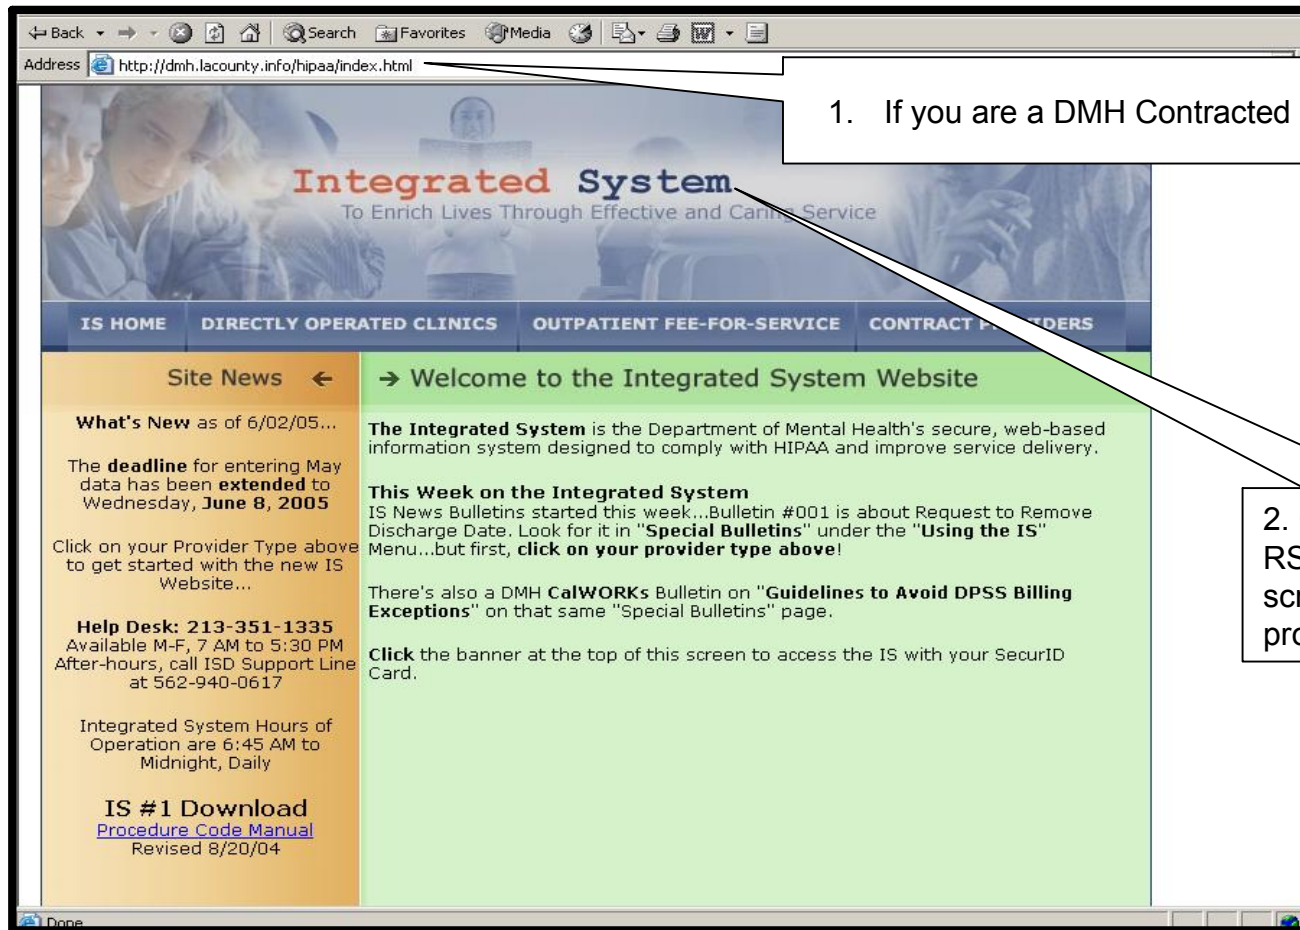 Back Search Favorites Media
Address http://dmh.lacounty.info/hipaa/index.html
1. If you are a DMH Contracted
Integrated System
To Enrich Lives Through Effective and Caring Service
IS HOME DIRECTLY OPERATED CLINICS OUTPATIENT FEE-FOR-SERVICE CONTRACT PROVIDERS
Site News ←
What's New as of 6/02/05...
The deadline for entering May
data has been extended to
Wednesday, June 8, 2005
Click on your Provider Type above
to get started with the new IS
Website...
Help Desk: 213-351-1335
Available M-F, 7 AM to 5:30 PM
After-hours, call ISD Support Line
at 562-940-0617
Integrated System Hours of
Operation are 6:45 AM to
Midnight, Daily
IS #1 Download
Procedure Code Manual
Revised 8/20/04
→ Welcome to the Integrated System Website
The Integrated System is the Department of Mental Health's secure, web-based
information system designed to comply with HIPAA and improve service delivery.
This Week on the Integrated System
IS News Bulletins started this week...Bulletin #001 is about Request to Remove
Discharge Date. Look for it in "Special Bulletins" under the "Using the IS"
Menu...but first, click on your provider type above!
There's also a DMH CalWORKs Bulletin on "Guidelines to Avoid DPSS Billing
Exceptions" on that same "Special Bulletins" page.
Click the banner at the top of this screen to access the IS with your SecurID
Card.
2.
RS
scr
pro
Done